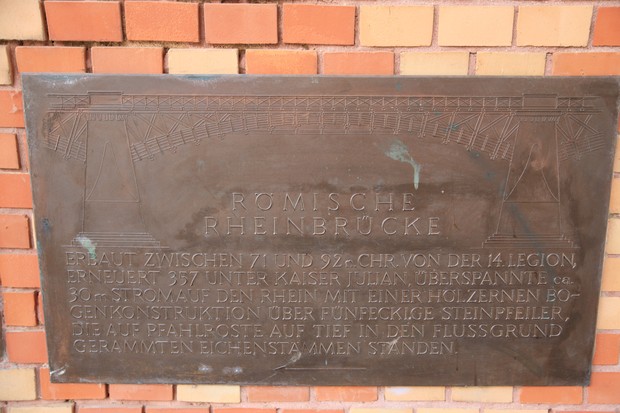 RÖMISCHE
RHEINBRÜCKE
ERBAUT ZWISCHEN 71 UND 92 n. CHR. VON DER 14. LEGION,
ERNEUERT 357 UNTER KAISER JULIAN, ÜBERSPANNTE ca.
30 m STROMAUF DEN RHEIN MIT EINER HÖLZERNEN BO-
GENKONSTRUKTION ÜBER FÜNFECKIGE STEINPFEILER,
DIE AUF PFAHLROSTE AUF TIEF IN DEN FLUSSGRUND
GERAMMTEN EICHENSTÄMMEN STANDEN.